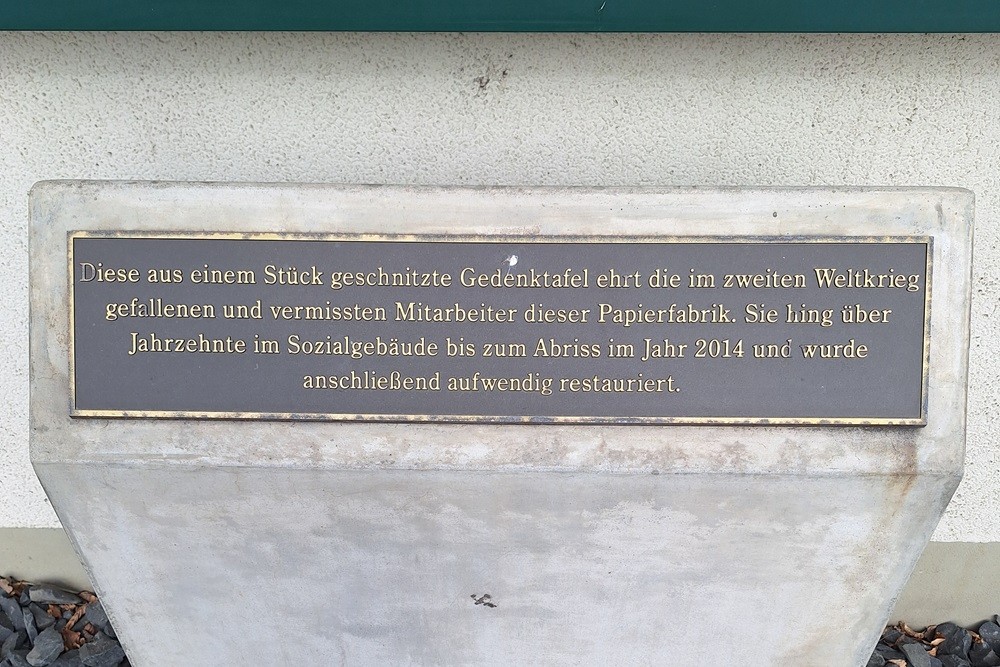 Diese aus einem Stück geschnitzte Gedenktafel ehrt die im zweiten Weltkrieg
gefallenen und vermissten Mitarbeiter dieser Papierfabrik. Sie hing über
Jahrzehnte im Sozialgebäude bis zum Abriss im Jahr 2014 und wurde
anschließend aufwendig restauriert.